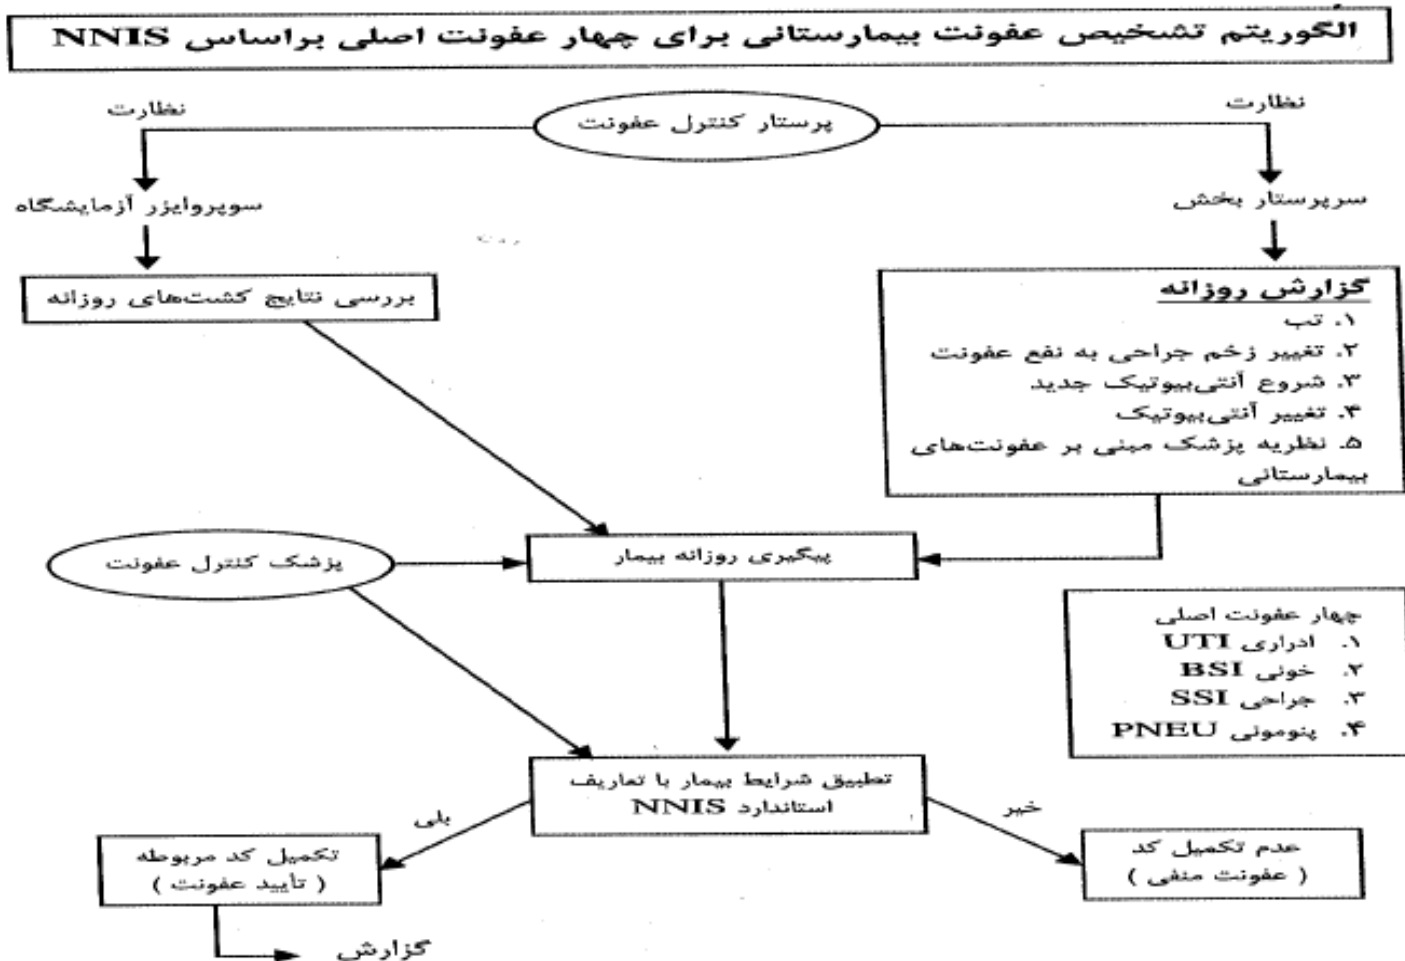 الگوریتم تشخیص عفونت بیمارستانی برای چهار عفونت اصلی براساس NNIS
نظارت
پرستار کنترل عفونت
نظارت
سرپرستار بخش
سوپروایزر آزمایشگاه
گزارش روزانه
۱. تب
۲. تغییر زخم جراحی به نفع عفونت
۳. شروع آنتی‌بیوتیک جدید
۴. تغییر آنتی‌بیوتیک
۵. نظریه پزشک مبنی بر عفونت‌های
بیمارستانی
بررسی نتایج کشت‌های روزانه
پیگیری روزانه بیمار
پزشک کنترل عفونت
چهار عفونت اصلی
۱. ادراری UTI
۲. خونی BSI
۳. جراحی SSI
۴. پنومونی PNEU
تطبیق شرایط بیمار با تعاریف
استاندارد NNIS
خیر
بلی
عدم تکمیل کد
( عفونت منفی )
تکمیل کد مربوطه
( تأیید عفونت )
گزارش